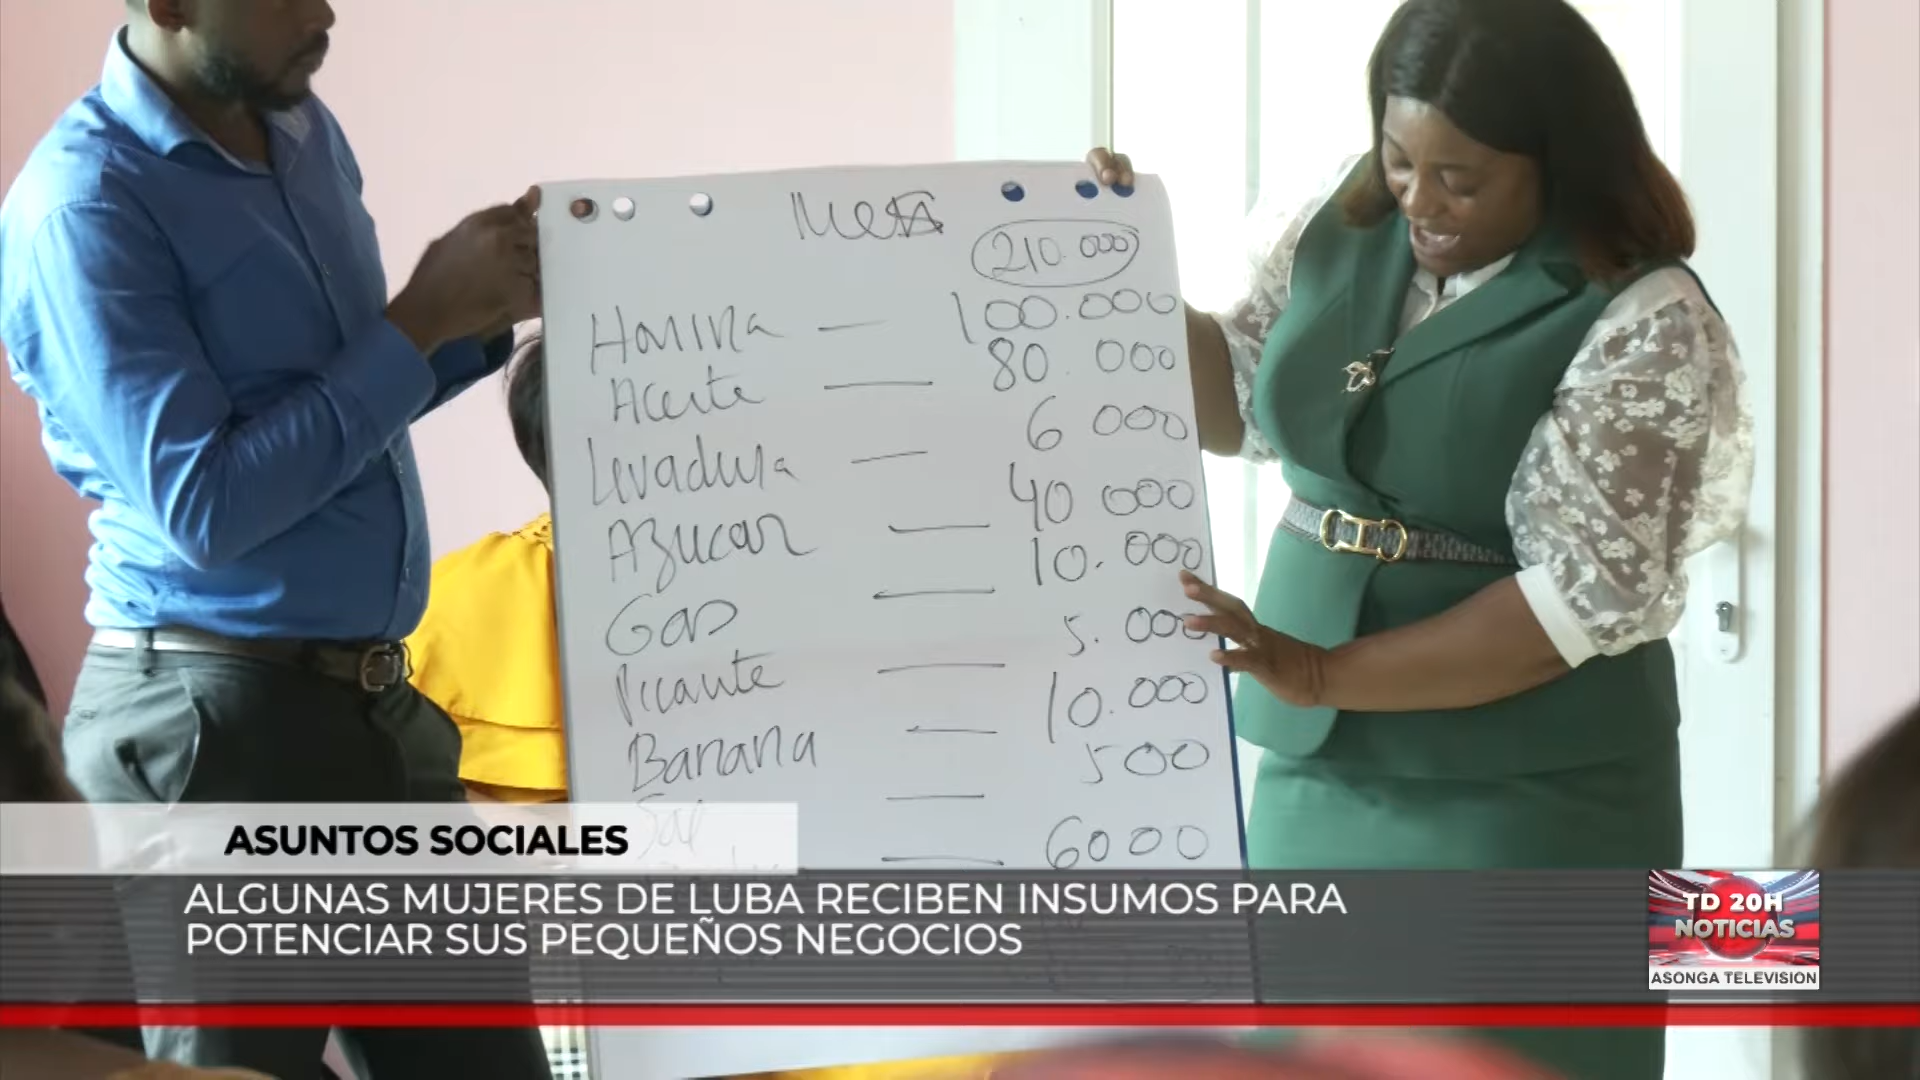 210.000
Harina — 100.000
Aceite — 80.000
Levadura — 6 000
Azucar — 40 000
Gas — 10.000
Picante — 5.000
Banana — 10.000
Sal — 500
— 6000
ASUNTOS SOCIALES
ALGUNAS MUJERES DE LUBA RECIBEN INSUMOS PARA
POTENCIAR SUS PEQUEÑOS NEGOCIOS
TD 20H
NOTICIAS
ASONGA TELEVISION